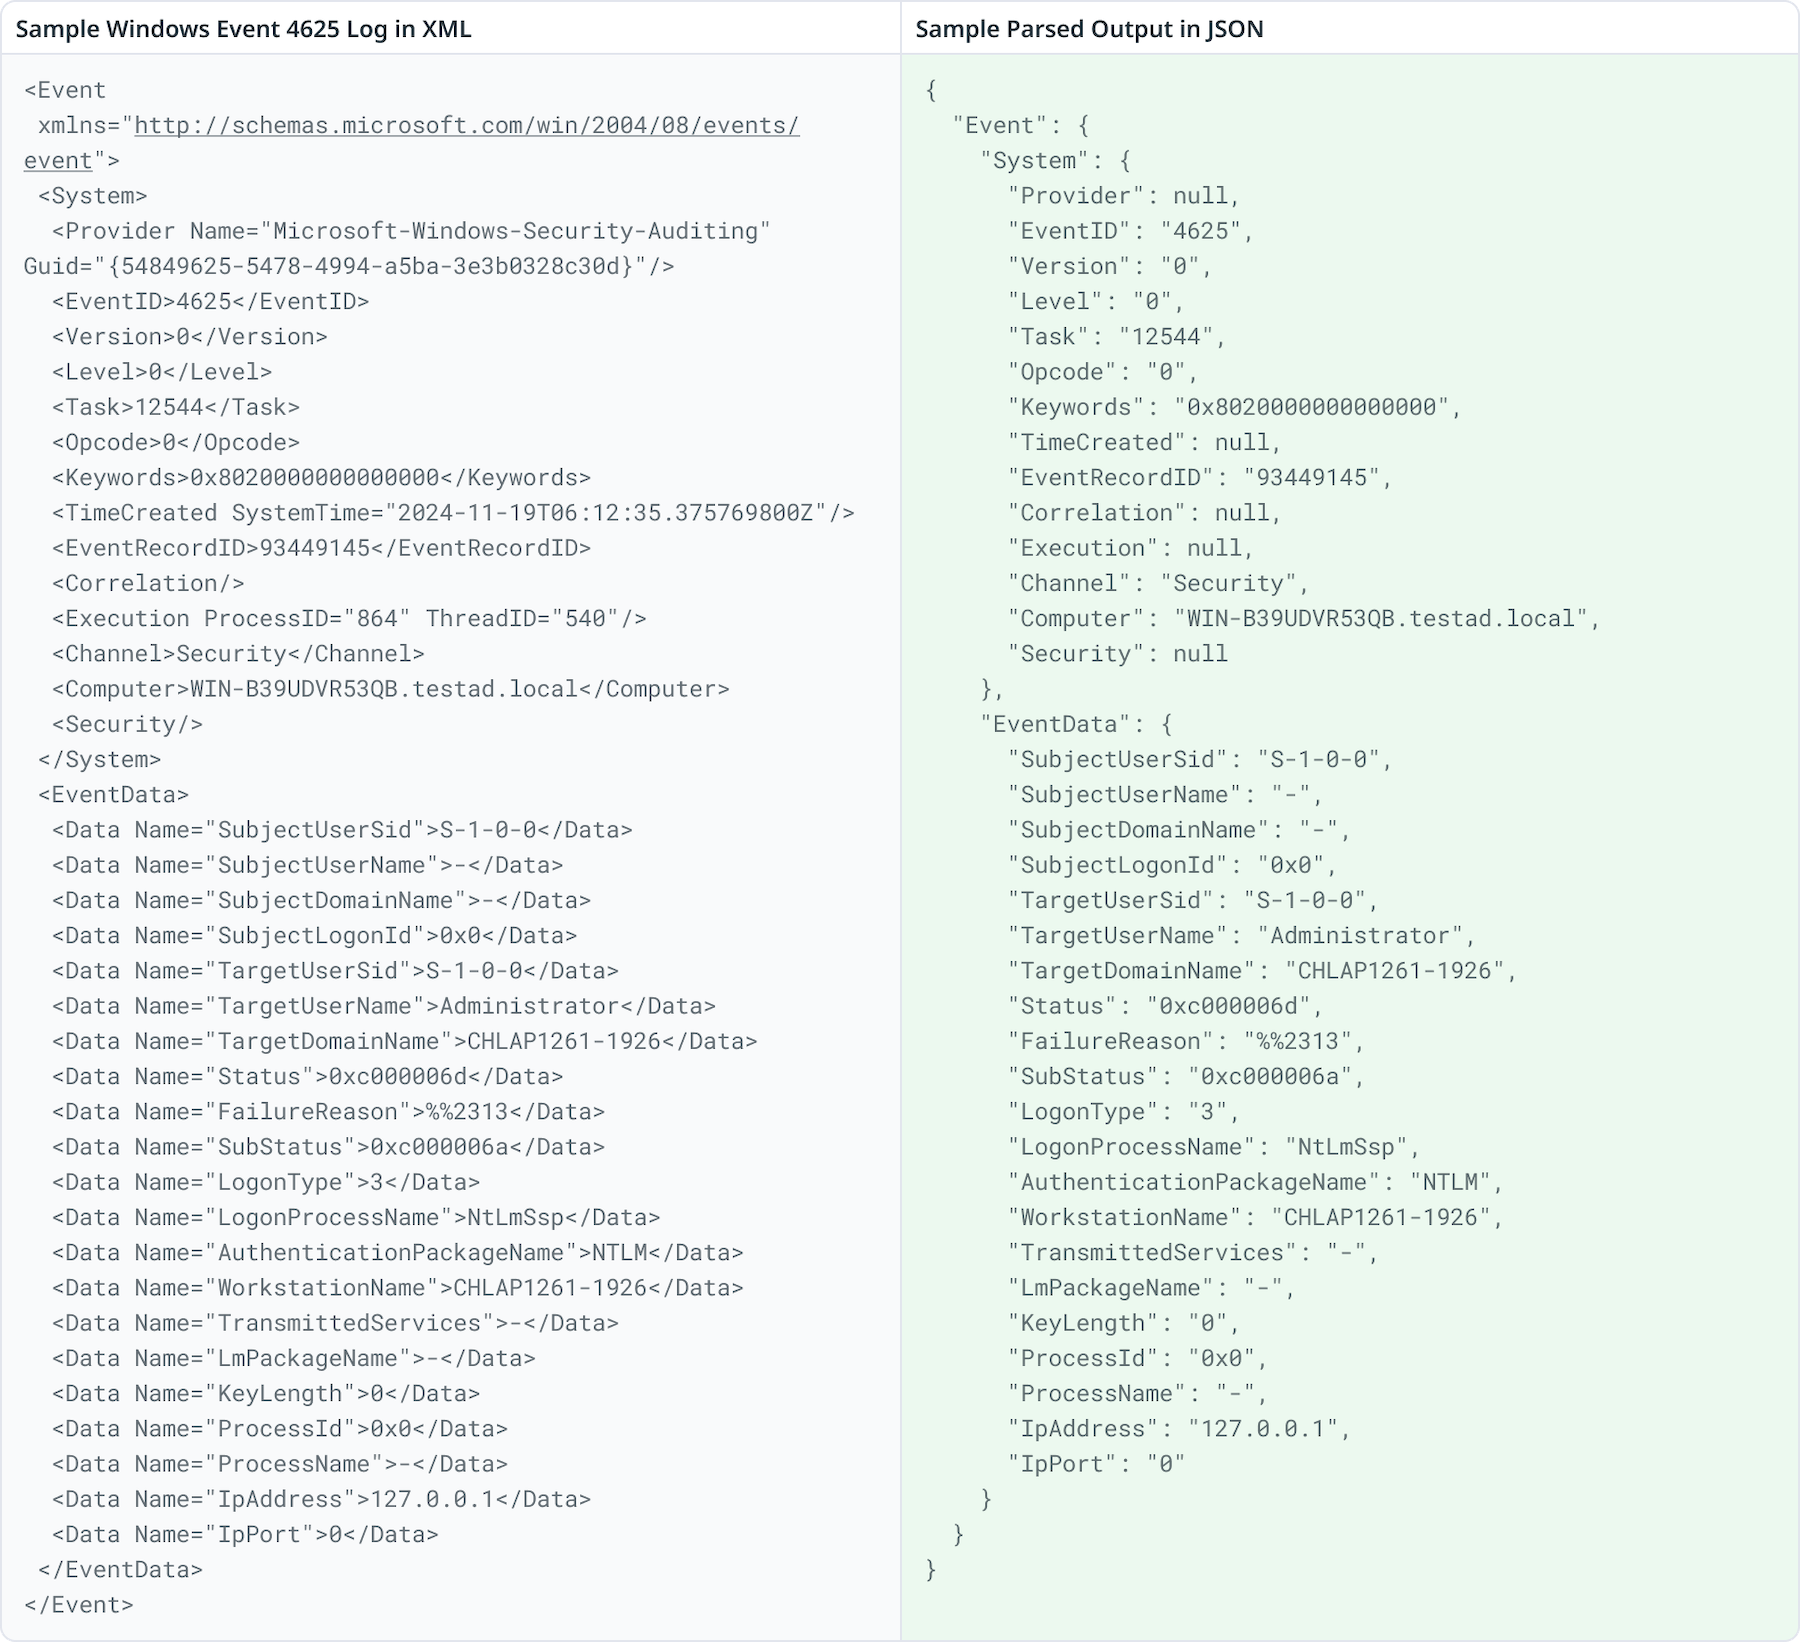 Sample Windows Event 4625 Log in XML
<Event
 xmlns="http://schemas.microsoft.com/win/2004/08/events/
event">
 <System>
  <Provider Name="Microsoft-Windows-Security-Auditing"
Guid="{54849625-5478-4994-a5ba-3e3b0328c30d}"/>
  <EventID>4625</EventID>
  <Version>0</Version>
  <Level>0</Level>
  <Task>12544</Task>
  <Opcode>0</Opcode>
  <Keywords>0x8020000000000000</Keywords>
  <TimeCreated SystemTime="2024-11-19T06:12:35.375769800Z"/>
  <EventRecordID>93449145</EventRecordID>
  <Correlation/>
  <Execution ProcessID="864" ThreadID="540"/>
  <Channel>Security</Channel>
  <Computer>WIN-B39UDVR53QB.testad.local</Computer>
  <Security/>
 </System>
 <EventData>
  <Data Name="SubjectUserSid">S-1-0-0</Data>
  <Data Name="SubjectUserName">-</Data>
  <Data Name="SubjectDomainName">-</Data>
  <Data Name="SubjectLogonId">0x0</Data>
  <Data Name="TargetUserSid">S-1-0-0</Data>
  <Data Name="TargetUserName">Administrator</Data>
  <Data Name="TargetDomainName">CHLAP1261-1926</Data>
  <Data Name="Status">0xc000006d</Data>
  <Data Name="FailureReason">%%2313</Data>
  <Data Name="SubStatus">0xc000006a</Data>
  <Data Name="LogonType">3</Data>
  <Data Name="LogonProcessName">NtLmSsp</Data>
  <Data Name="AuthenticationPackageName">NTLM</Data>
  <Data Name="WorkstationName">CHLAP1261-1926</Data>
  <Data Name="TransmittedServices">-</Data>
  <Data Name="LmPackageName">-</Data>
  <Data Name="KeyLength">0</Data>
  <Data Name="ProcessId">0x0</Data>
  <Data Name="ProcessName">-</Data>
  <Data Name="IpAddress">127.0.0.1</Data>
  <Data Name="IpPort">0</Data>
 </EventData>
</Event>
Sample Parsed Output in JSON
{
  "Event": {
    "System": {
      "Provider": null,
      "EventID": "4625",
      "Version": "0",
      "Level": "0",
      "Task": "12544",
      "Opcode": "0",
      "Keywords": "0x8020000000000000",
      "TimeCreated": null,
      "EventRecordID": "93449145",
      "Correlation": null,
      "Execution": null,
      "Channel": "Security",
      "Computer": "WIN-B39UDVR53QB.testad.local",
      "Security": null
    },
    "EventData": {
      "SubjectUserSid": "S-1-0-0",
      "SubjectUserName": "-",
      "SubjectDomainName": "-",
      "SubjectLogonId": "0x0",
      "TargetUserSid": "S-1-0-0",
      "TargetUserName": "Administrator",
      "TargetDomainName": "CHLAP1261-1926",
      "Status": "0xc000006d",
      "FailureReason": "%%2313",
      "SubStatus": "0xc000006a",
      "LogonType": "3",
      "LogonProcessName": "NtLmSsp",
      "AuthenticationPackageName": "NTLM",
      "WorkstationName": "CHLAP1261-1926",
      "TransmittedServices": "-",
      "LmPackageName": "-",
      "KeyLength": "0",
      "ProcessId": "0x0",
      "ProcessName": "-",
      "IpAddress": "127.0.0.1",
      "IpPort": "0"
    }
  }
}